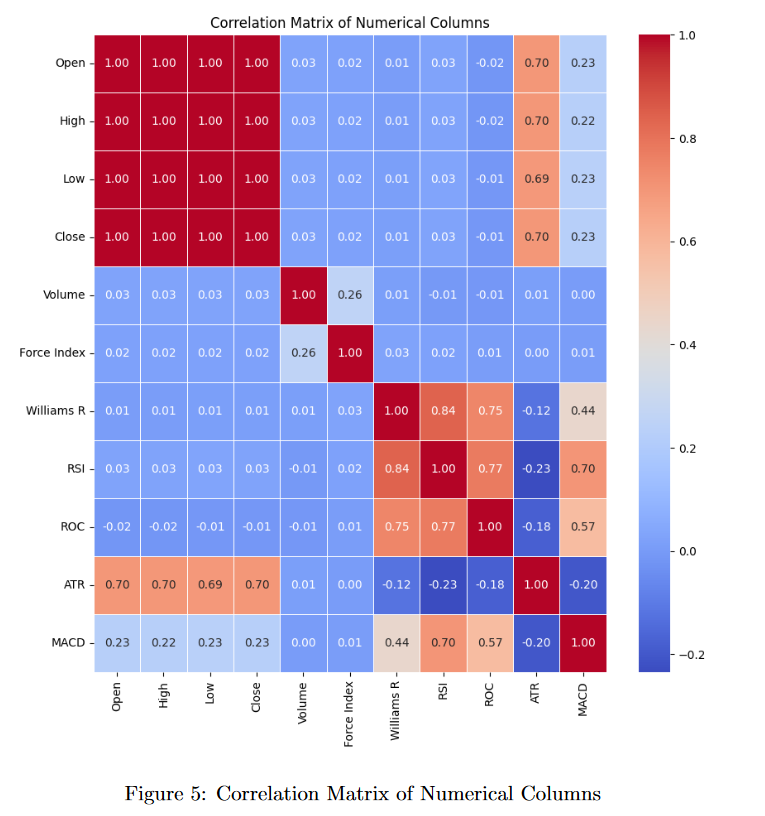 Correlation Matrix of Numerical Columns
Open 1.00 1.00 1.00 1.00 0.03 0.02 0.01 0.03 -0.02 0.70 0.23
High 1.00 1.00 1.00 1.00 0.03 0.02 0.01 0.03 -0.02 0.70 0.22
Low 1.00 1.00 1.00 1.00 0.03 0.02 0.01 0.03 -0.01 0.69 0.23
Close 1.00 1.00 1.00 1.00 0.03 0.02 0.01 0.03 -0.01 0.70 0.23
Volume 0.03 0.03 0.03 0.03 1.00 0.26 0.01 -0.01 -0.01 0.01 0.00
Force Index 0.02 0.02 0.02 0.02 0.26 1.00 0.03 0.02 0.01 0.00 0.01
Williams R 0.01 0.01 0.01 0.01 0.01 0.03 1.00 0.84 0.75 -0.12 0.44
RSI 0.03 0.03 0.03 0.03 -0.01 0.02 0.84 1.00 0.77 -0.23 0.70
ROC -0.02 -0.02 -0.01 -0.01 -0.01 0.01 0.75 0.77 1.00 -0.18 0.57
ATR 0.70 0.70 0.69 0.70 0.01 0.00 -0.12 -0.23 -0.18 1.00 -0.20
MACD 0.23 0.22 0.23 0.23 0.00 0.01 0.44 0.70 0.57 -0.20 1.00
Open High Low Close Volume Force Index Williams R RSI ROC ATR MACD
1.0
0.8
0.6
0.4
0.2
0.0
−0.2
Figure 5: Correlation Matrix of Numerical Columns